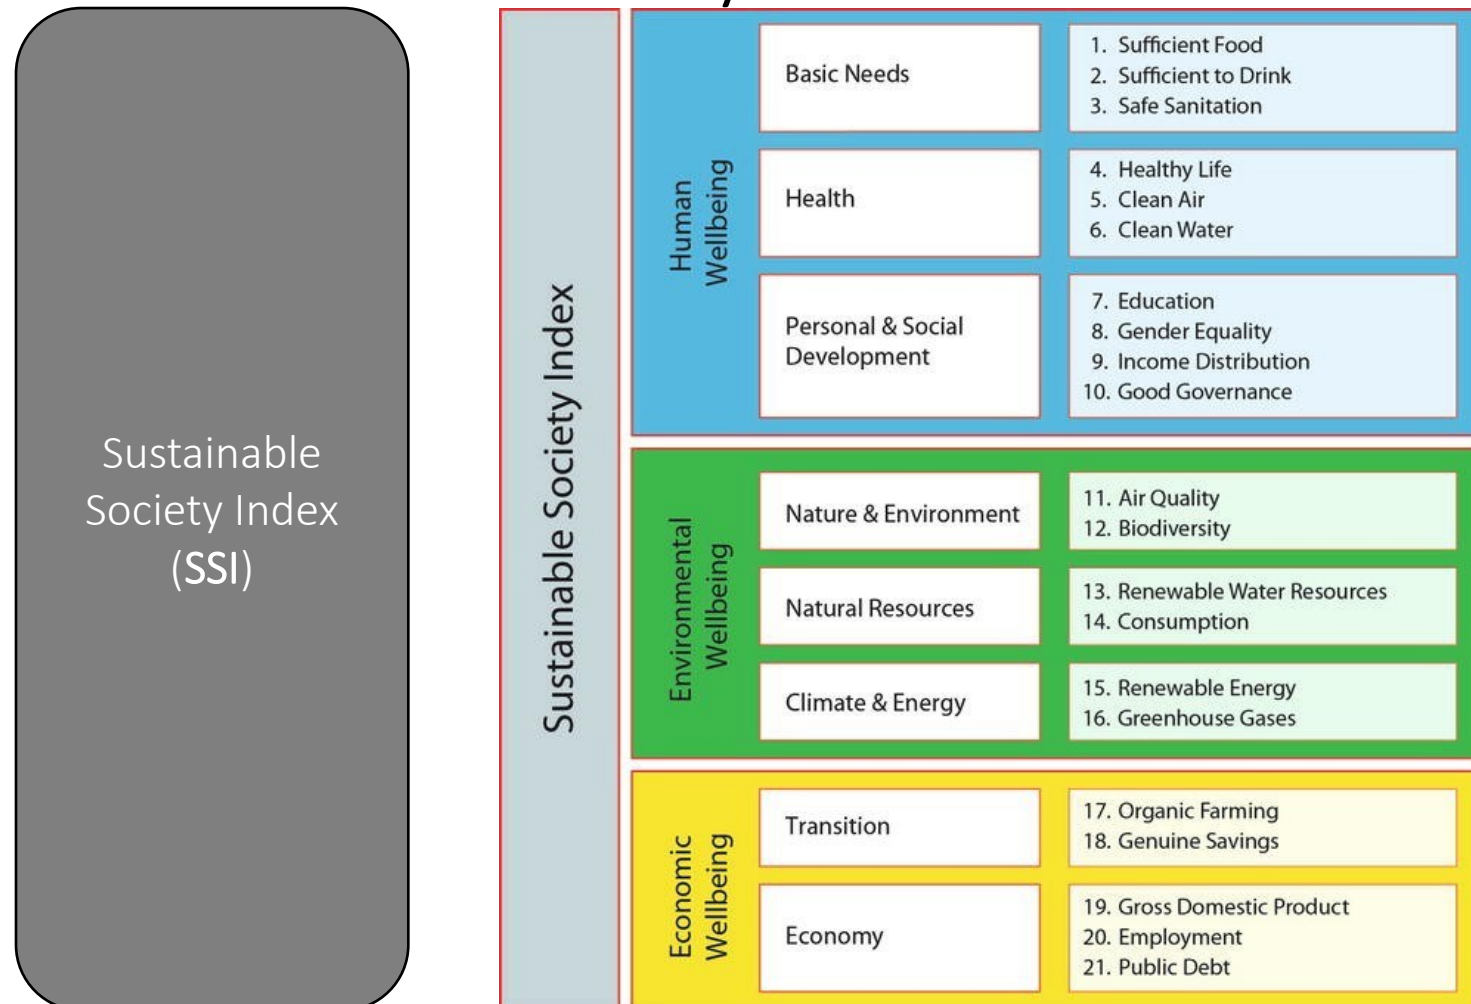 Sustainable
Society Index
(SSI)
Sustainable Society Index
Human
Wellbeing
Basic Needs
1. Sufficient Food
2. Sufficient to Drink
3. Safe Sanitation
Health
4. Healthy Life
5. Clean Air
6. Clean Water
Personal & Social
Development
7. Education
8. Gender Equality
9. Income Distribution
10. Good Governance
Environmental
Wellbeing
Nature & Environment
11. Air Quality
12. Biodiversity
Natural Resources
13. Renewable Water Resources
14. Consumption
Climate & Energy
15. Renewable Energy
16. Greenhouse Gases
Economic
Wellbeing
Transition
17. Organic Farming
18. Genuine Savings
Economy
19. Gross Domestic Product
20. Employment
21. Public Debt